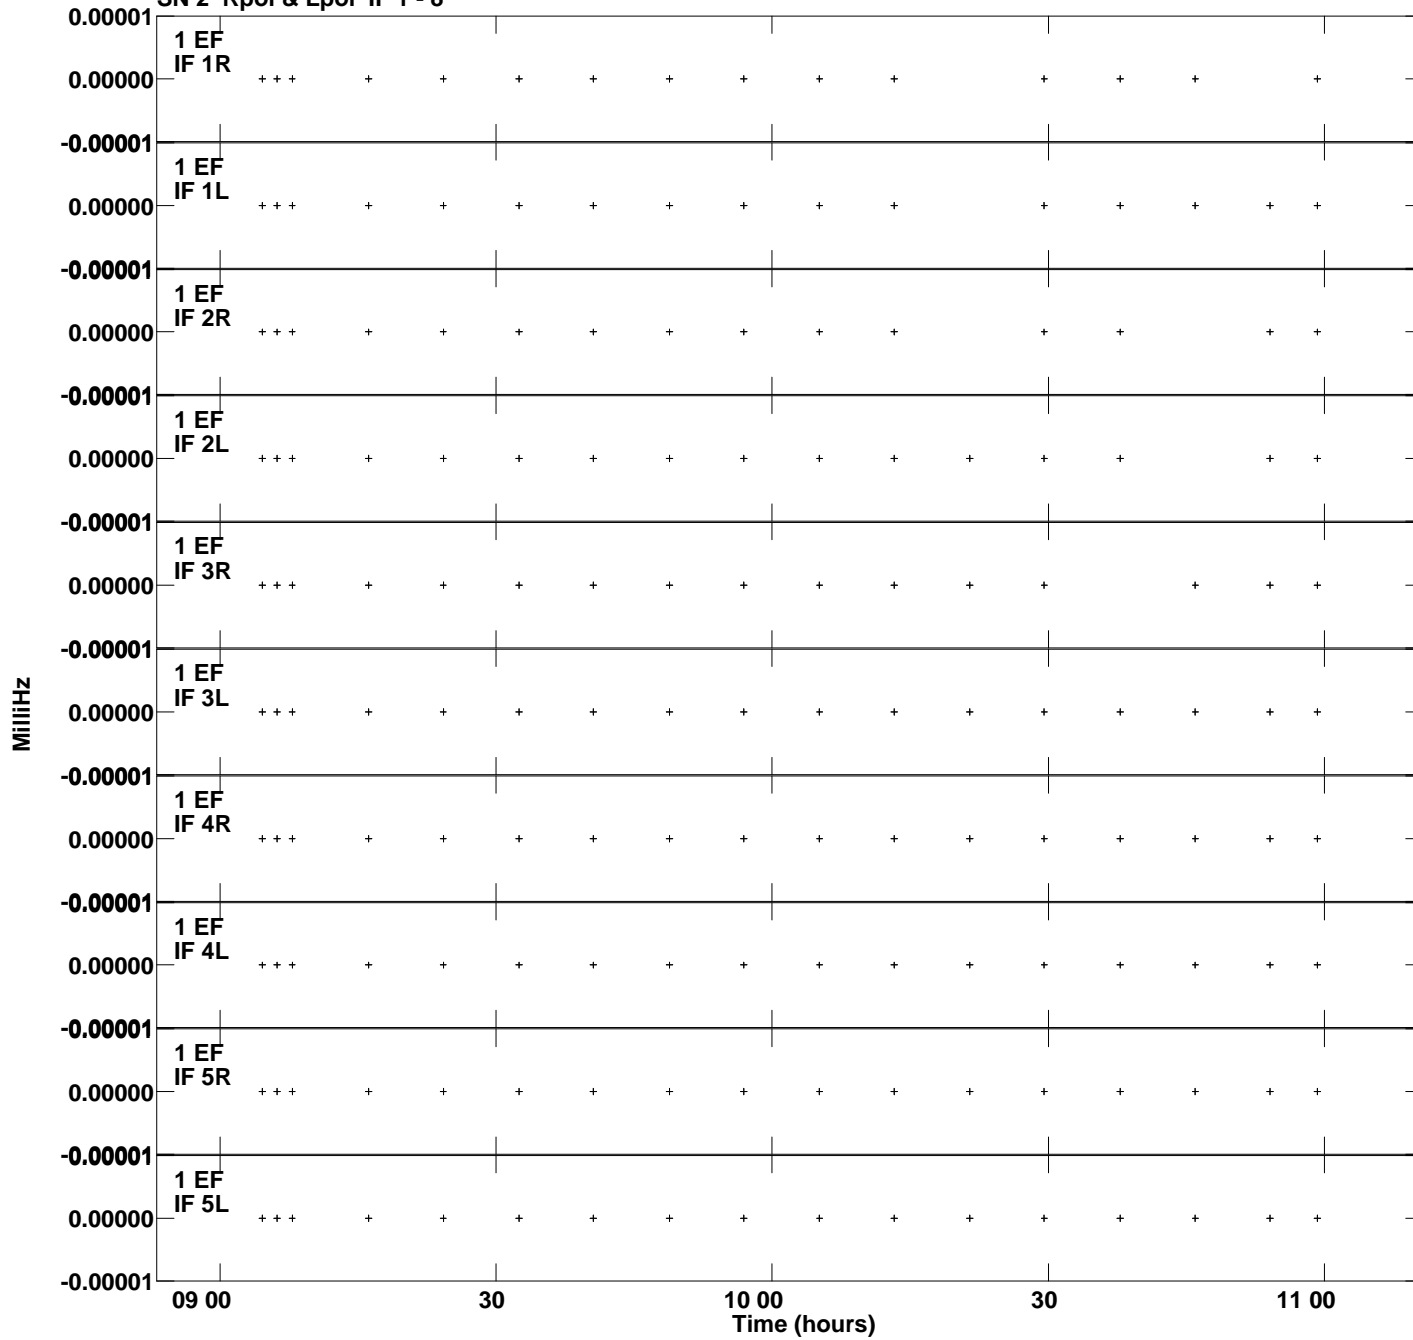 SN 2 Rpol & Lpol IF 1 - 8
0.00001
1 EF
IF 1R
0.00000
-0.00001
1 EF
IF 1L
0.00000
-0.00001
1 EF
IF 2R
0.00000
-0.00001
1 EF
IF 2L
0.00000
-0.00001
1 EF
IF 3R
0.00000
-0.00001
1 EF
IF 3L
0.00000
-0.00001
1 EF
IF 4R
0.00000
-0.00001
1 EF
IF 4L
0.00000
-0.00001
1 EF
IF 5R
0.00000
-0.00001
1 EF
IF 5L
0.00000
-0.00001
MilliHz
09 00 30 10 00 30 11 00
Time (hours)